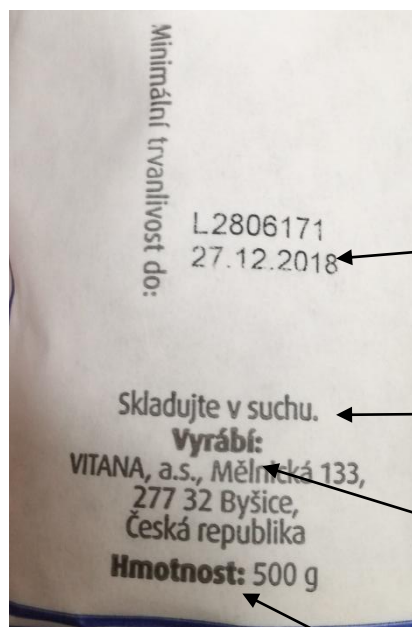 Minimální trvanlivost do:
L2806171
27.12.2018
Skladujte v suchu.
Vyrábí:
VITANA, a.s., Mělnická 133,
277 32 Byšice,
Česká republika
Hmotnost: 500 g